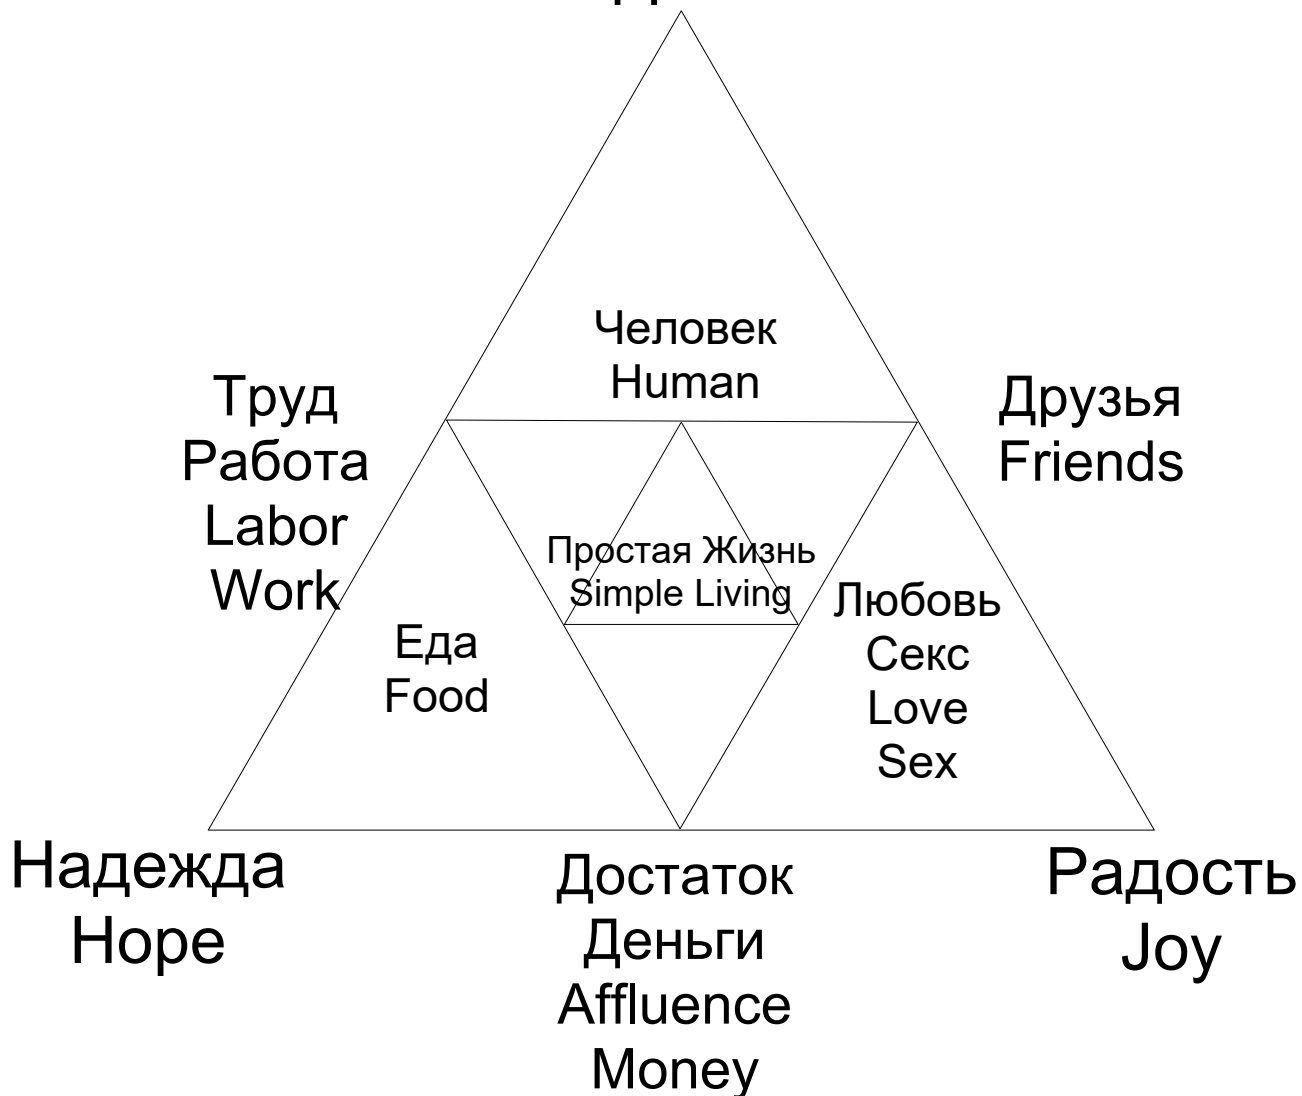 Человек
Human
Труд
Работа
Labor
Work
Друзья
Friends
Простая Жизнь
Simple Living
Еда
Food
Любовь
Секс
Love
Sex
Надежда
Hope
Достаток
Деньги
Affluence
Money
Радость
Joy